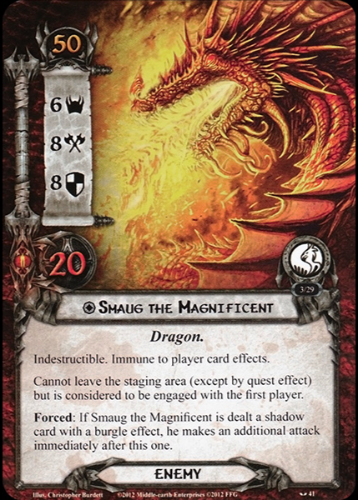 50
6
8
8
20
3/29
SMAUG THE MAGNIFICENT
Dragon.
Indestructible. Immune to player card effects.
Cannot leave the staging area (except by quest effect)
but is considered to be engaged with the first player.
Forced: If Smaug the Magnificent is dealt a shadow
card with a burgle effect, he makes an additional attack
immediately after this one.
ENEMY
Illus. Christopher Burdett ©2012 Middle-earth Enterprises ©2012 FFG 41